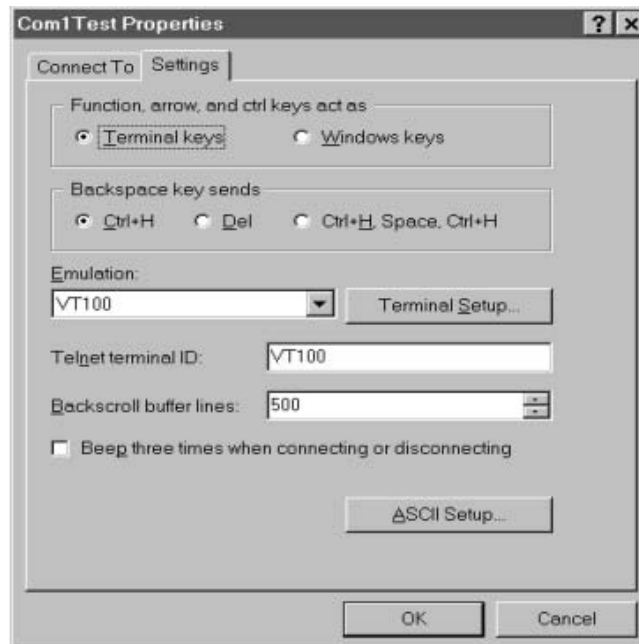 Com1Test Properties
Connect To Settings
Function, arrow, and ctrl keys act as
Terminal keys Windows keys
Backspace key sends
Ctrl+H Del Ctrl+H, Space, Ctrl+H
Emulation:
VT100 Terminal Setup...
Telnet terminal ID: VT100
Backscroll buffer lines: 500
Beep three times when connecting or disconnecting
ASCII Setup...
OK Cancel